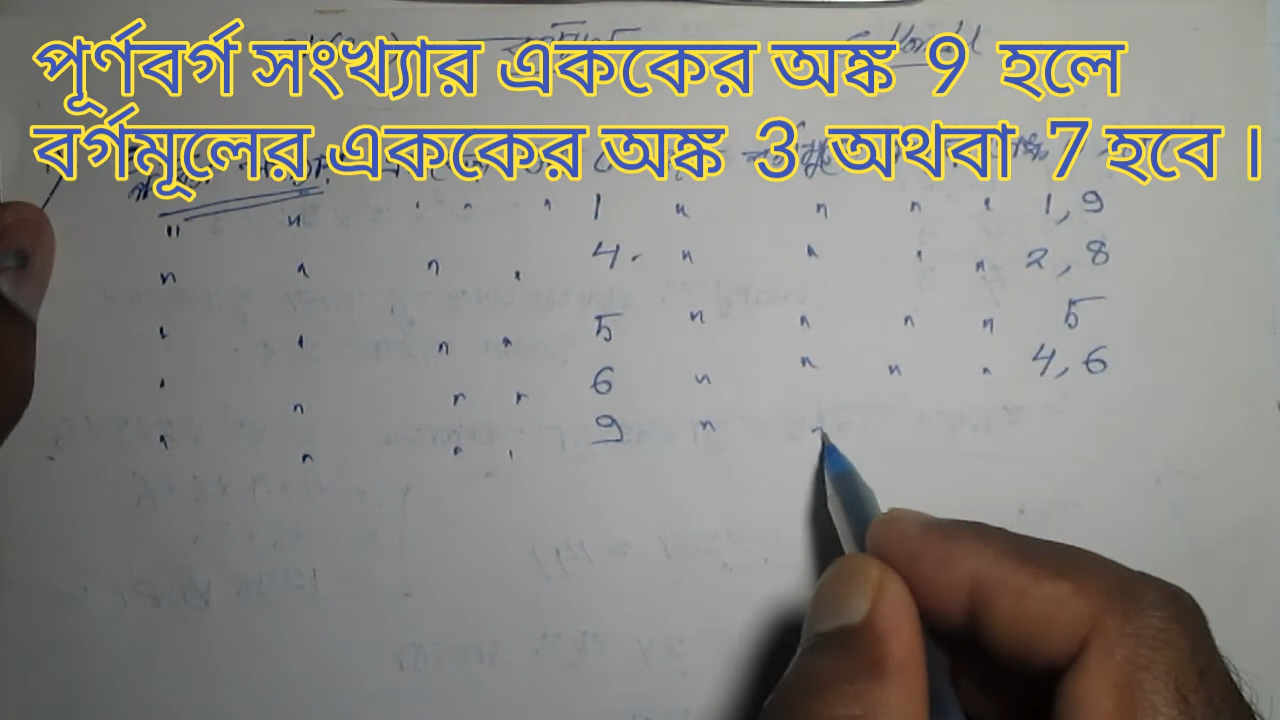 পূর্ণবর্গ সংখ্যার এককের অঙ্ক 9 হলে
বর্গমূলের এককের অঙ্ক 3 অথবা 7 হবে।
" " " " " 1 " " " " 1, 9
" " " " 4 " " " " 2, 8
" " " " 5 " " " " 5
" " " " 6 " " " " 4, 6
" " " " 9 " "